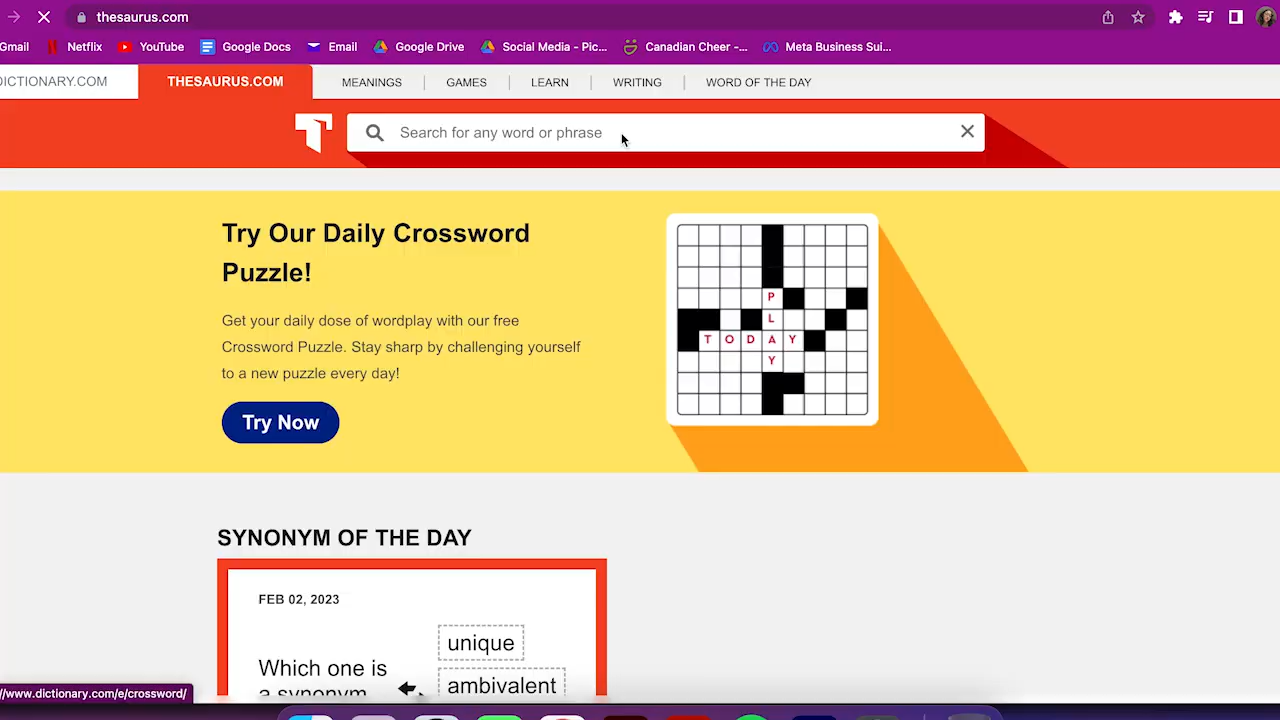 thesaurus.com
Gmail Netflix YouTube Google Docs Email Google Drive Social Media - Pic... Canadian Cheer -... Meta Business Sui...
DICTIONARY.COM THESAURUS.COM MEANINGS GAMES LEARN WRITING WORD OF THE DAY
Search for any word or phrase
Try Our Daily Crossword
Puzzle!
Get your daily dose of wordplay with our free
Crossword Puzzle. Stay sharp by challenging yourself
to a new puzzle every day!
Try Now
P
L
TODAY
Y
SYNONYM OF THE DAY
FEB 02, 2023
Which one is
a synonym
unique
ambivalent
//www.dictionary.com/e/crossword/